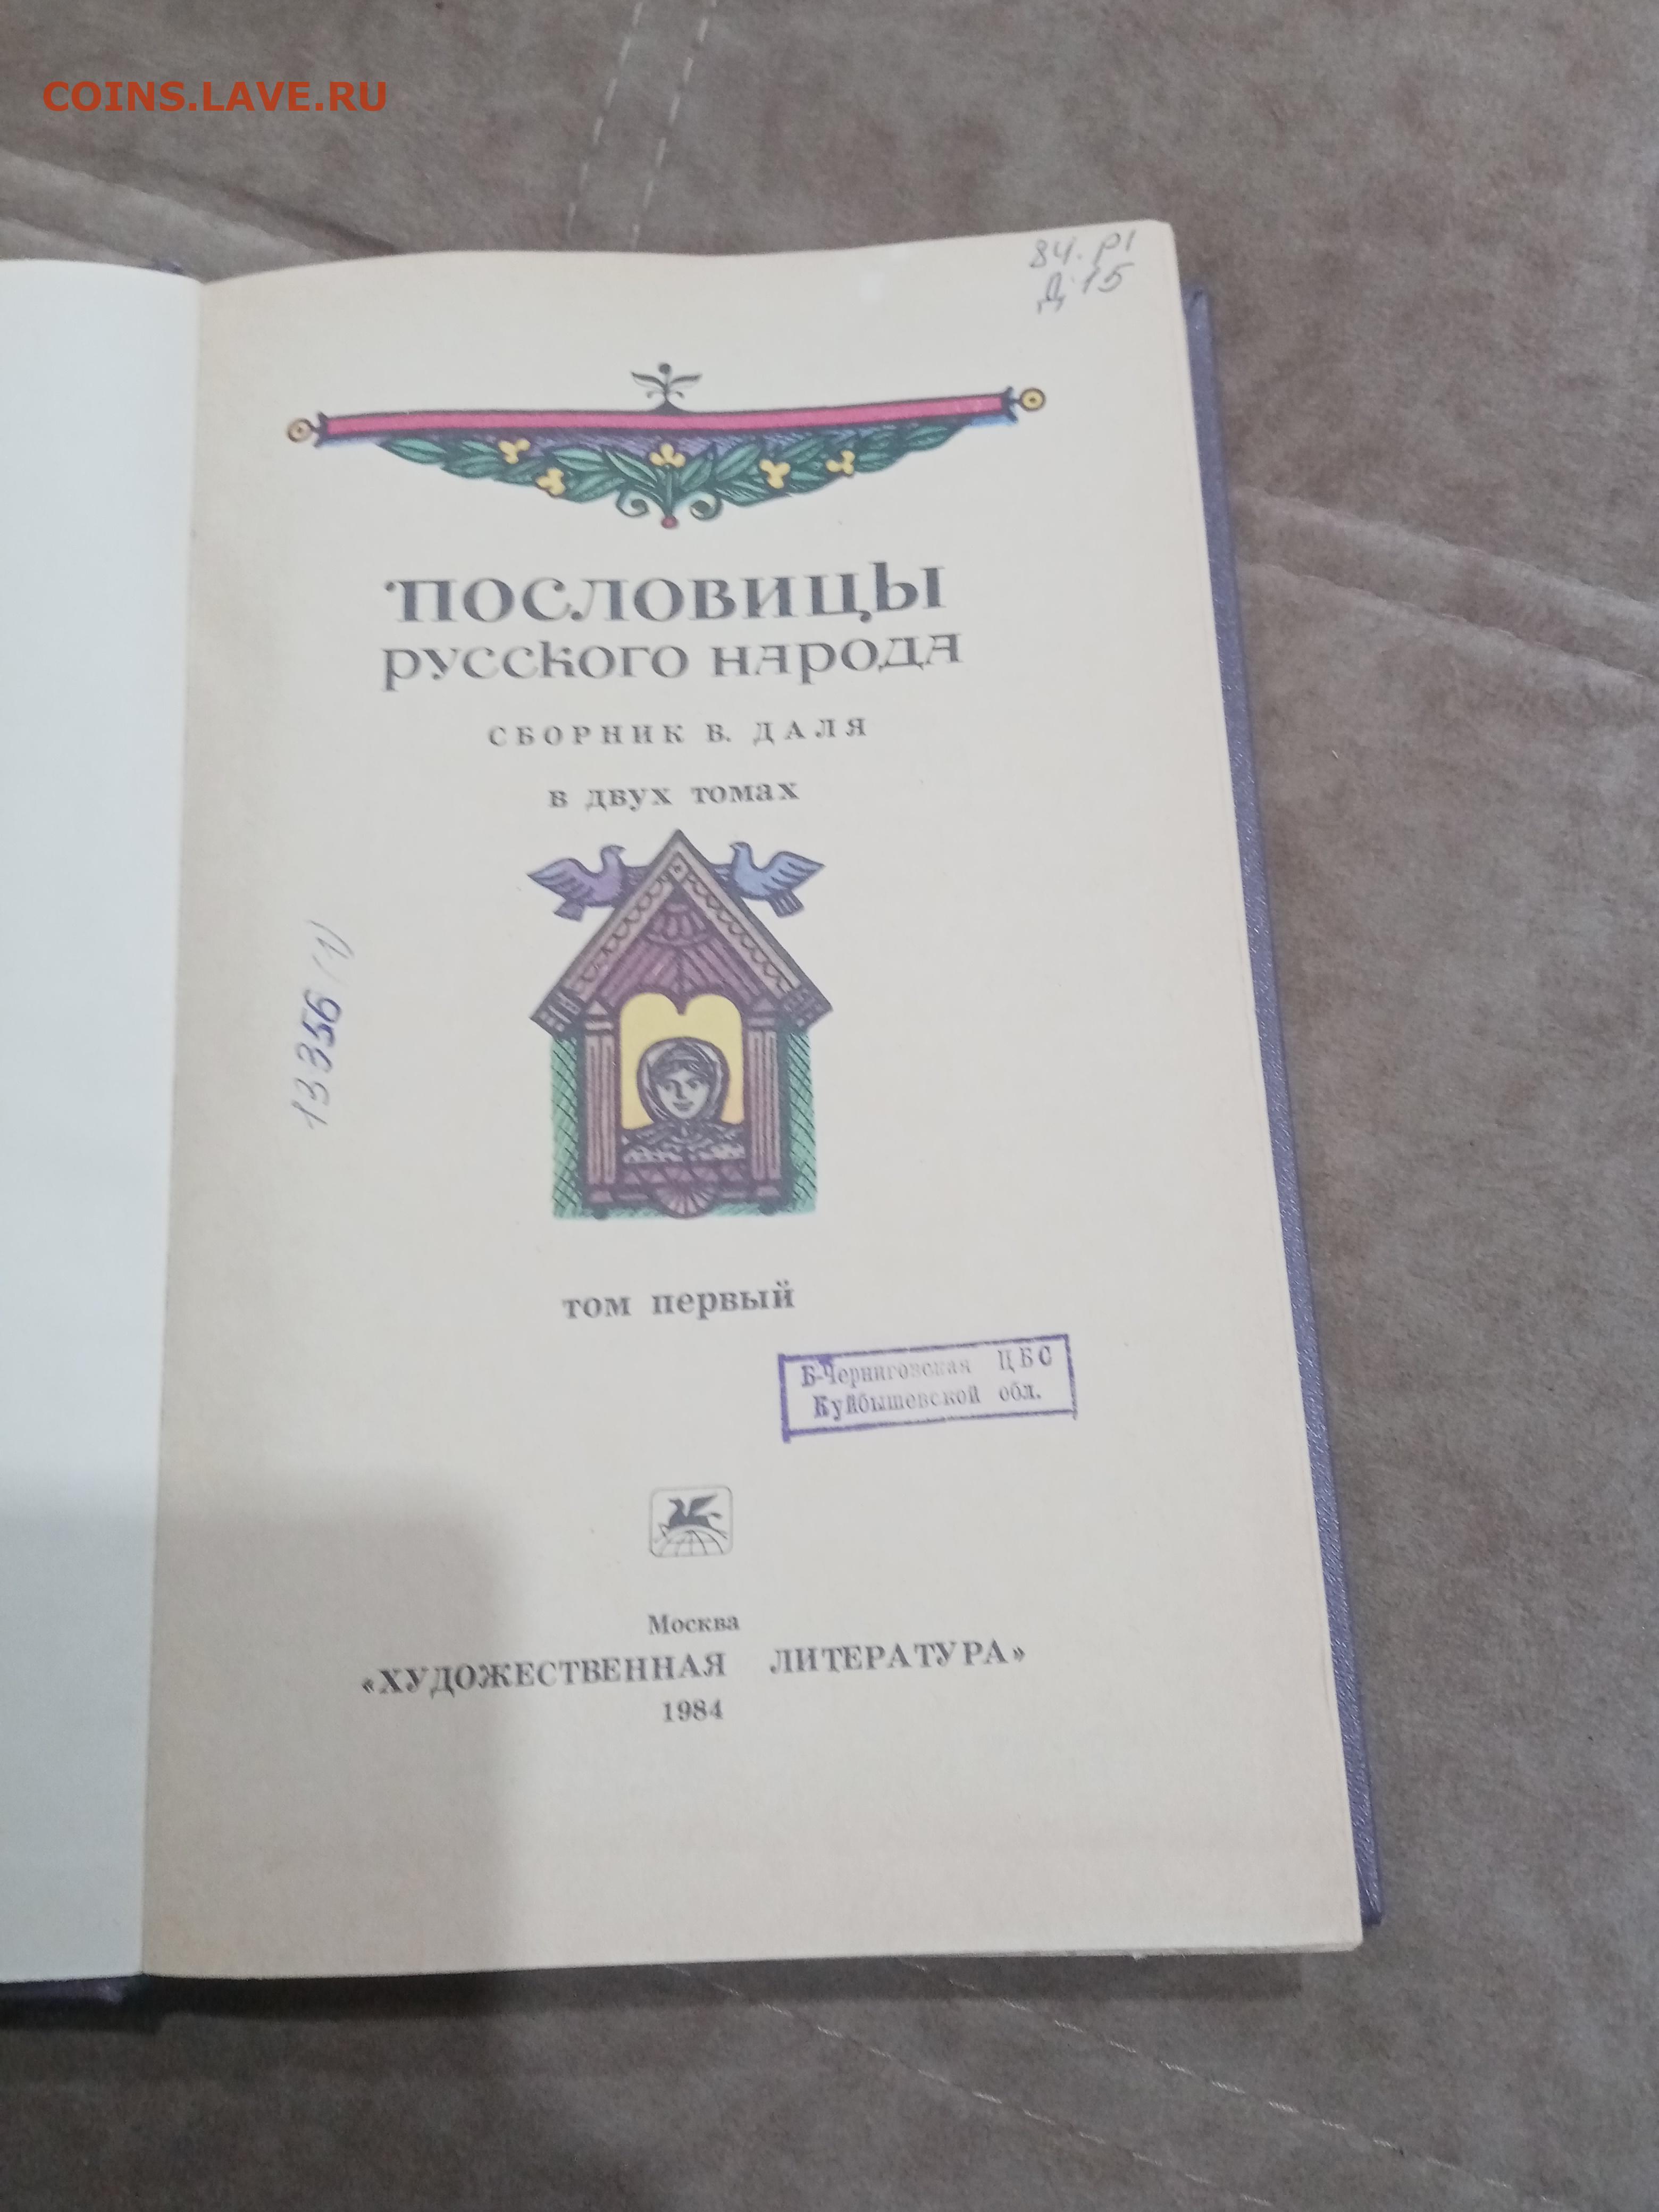 COINS.LAVE.RU
84.Р1
Д 15
ПОСЛОВИЦЫ
РУССКОГО НАРОДА
СБОРНИК В. ДАЛЯ
в двух томах
13356 (1)
том первый
Б-Черниговская ЦБС
Куйбышевской обл.
Москва
«ХУДОЖЕСТВЕННАЯ ЛИТЕРАТУРА»
1984